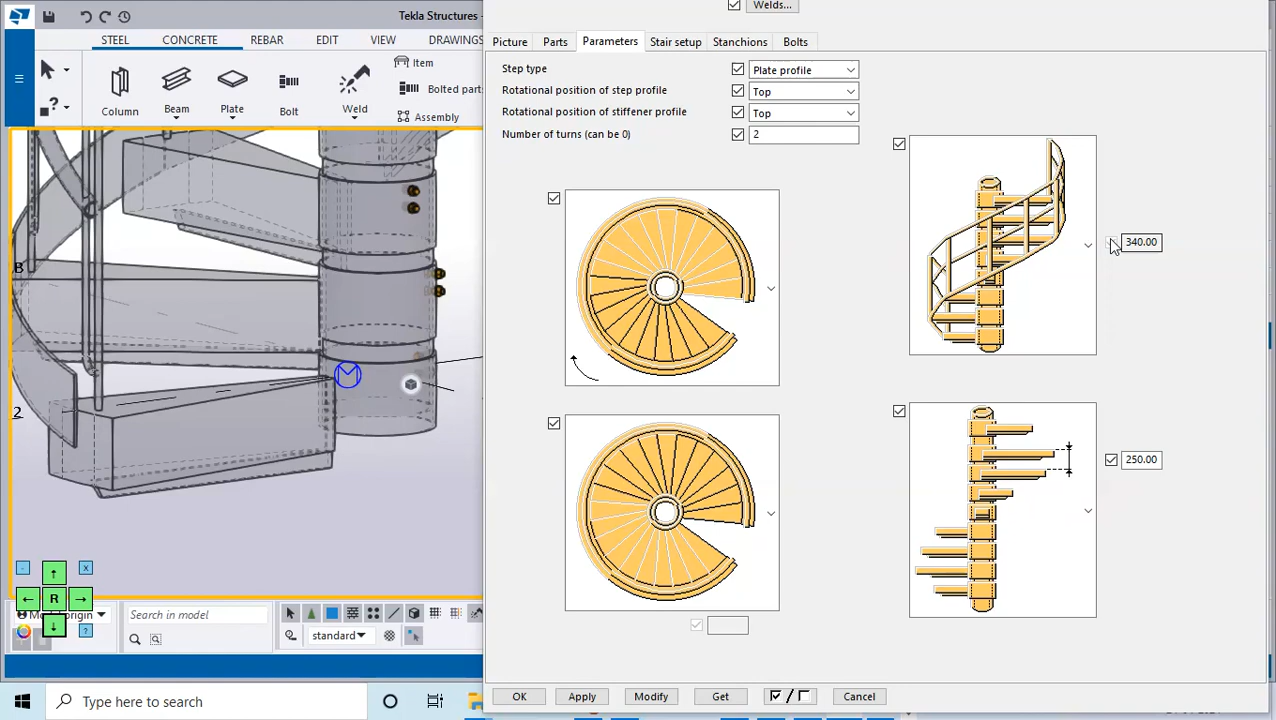 Tekla Structures -
Welds...
STEEL CONCRETE REBAR EDIT VIEW DRAWINGS
Picture Parts Parameters Stair setup Stanchions Bolts
Item
Bolted parts
Column Beam Plate Bolt Weld
Assembly
Step type Plate profile
Rotational position of step profile Top
Rotational position of stiffener profile Top
Number of turns (can be 0) 2
340.00
B
2
250.00
- x
R
?
origin
Search in model
standard
OK Apply Modify Get / Cancel
Type here to search